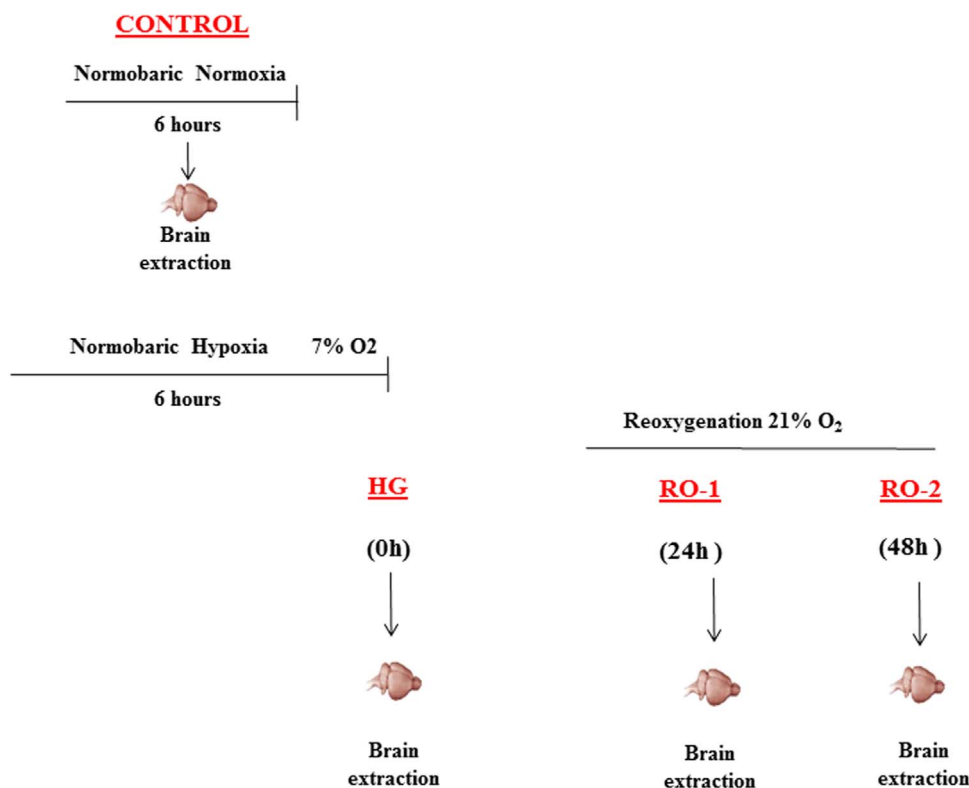 CONTROL
Normobaric Normoxia
6 hours
Brain
extraction
Normobaric Hypoxia 7% O2
6 hours
Reoxygenation 21% O₂
HG RO-1 RO-2
(0h) (24h ) (48h )
Brain Brain Brain
extraction extraction extraction